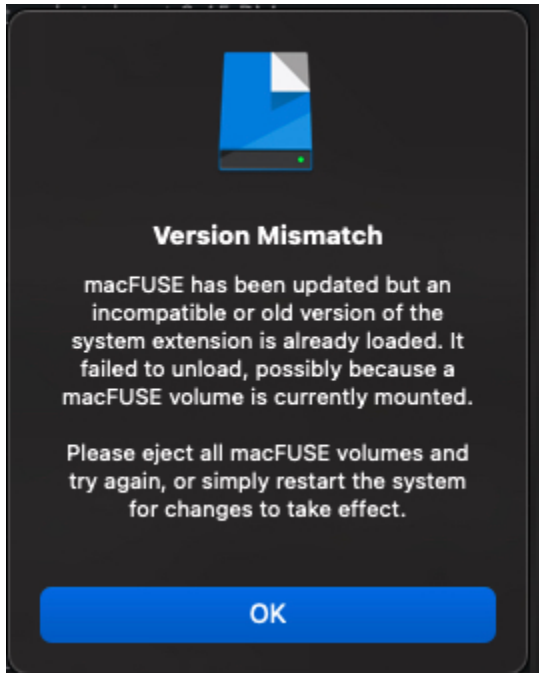 Version Mismatch
macFUSE has been updated but an
incompatible or old version of the
system extension is already loaded. It
failed to unload, possibly because a
macFUSE volume is currently mounted.
Please eject all macFUSE volumes and
try again, or simply restart the system
for changes to take effect.
OK